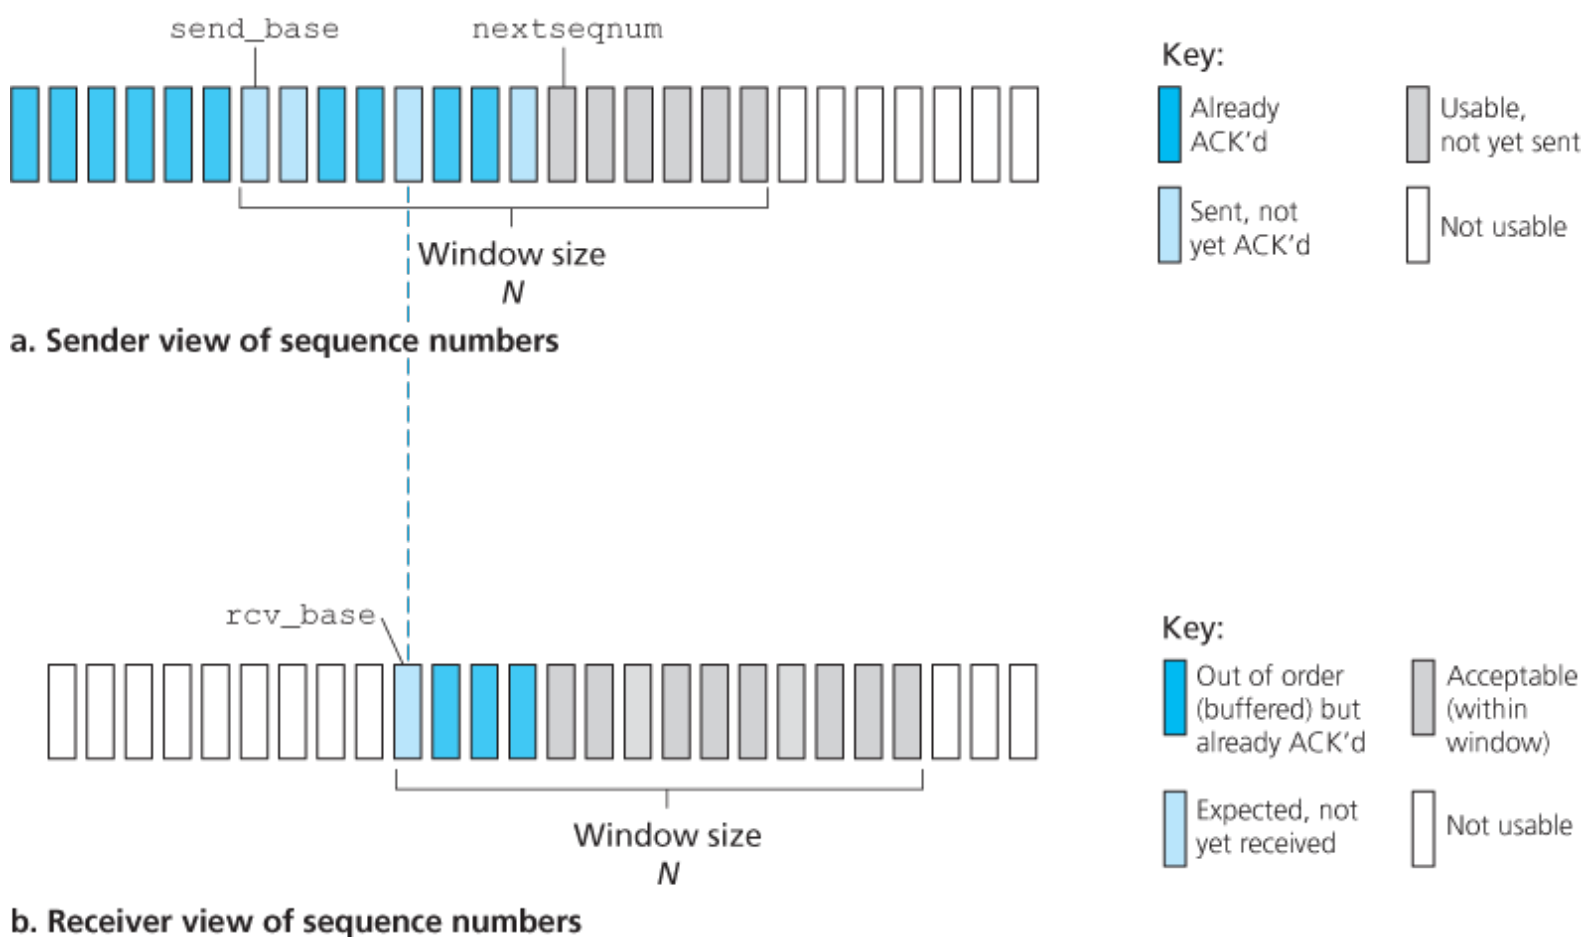 send_base
nextseqnum
Key:
Already
ACK'd
Usable,
not yet sent
Sent, not
yet ACK'd
Not usable
Window size
N
a. Sender view of sequence numbers
rcv_base
Key:
Out of order
(buffered) but
already ACK'd
Acceptable
(within
window)
Expected, not
yet received
Not usable
Window size
N
b. Receiver view of sequence numbers